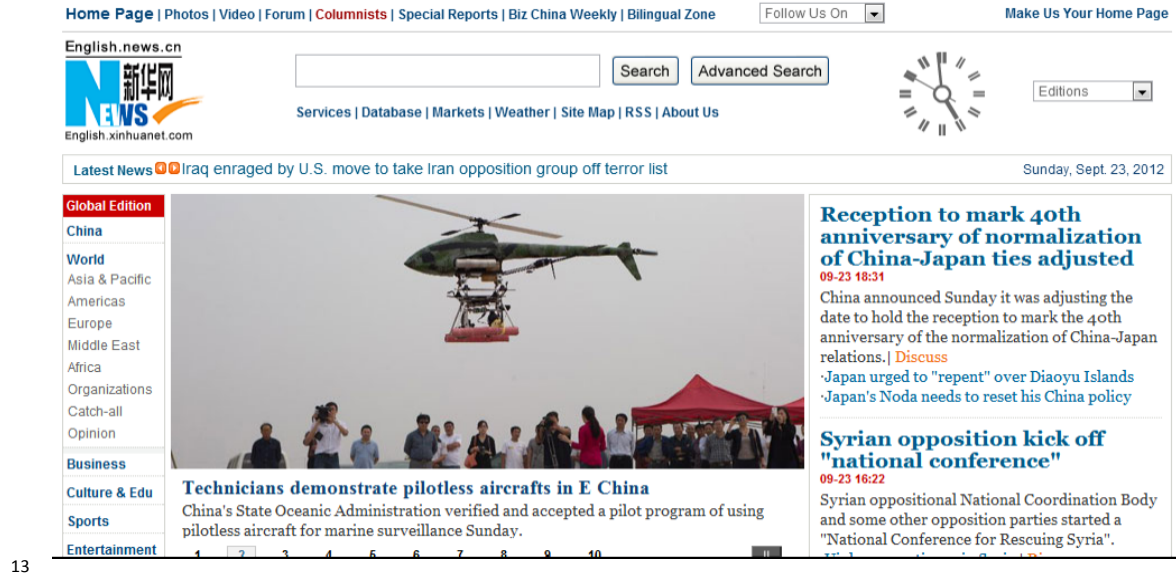 Home Page | Photos | Video | Forum | Columnists | Special Reports | Biz China Weekly | Bilingual Zone
Follow Us On
Make Us Your Home Page
English.news.cn
新华网
NEWS
English.xinhuanet.com
Search
Advanced Search
Services | Database | Markets | Weather | Site Map | RSS | About Us
Editions
Latest News
Iraq enraged by U.S. move to take Iran opposition group off terror list
Sunday, Sept. 23, 2012
Global Edition
China
World
Asia & Pacific
Americas
Europe
Middle East
Africa
Organizations
Catch-all
Opinion
Business
Culture & Edu
Sports
Entertainment
Technicians demonstrate pilotless aircrafts in E China
China's State Oceanic Administration verified and accepted a pilot program of using
pilotless aircraft for marine surveillance Sunday.
1 2 3 4 5 6 7 8 9 10
Reception to mark 40th
anniversary of normalization
of China-Japan ties adjusted
09-23 18:31
China announced Sunday it was adjusting the
date to hold the reception to mark the 40th
anniversary of the normalization of China-Japan
relations.| Discuss
·Japan urged to "repent" over Diaoyu Islands
·Japan's Noda needs to reset his China policy
Syrian opposition kick off
"national conference"
09-23 16:22
Syrian oppositional National Coordination Body
and some other opposition parties started a
"National Conference for Rescuing Syria".
13